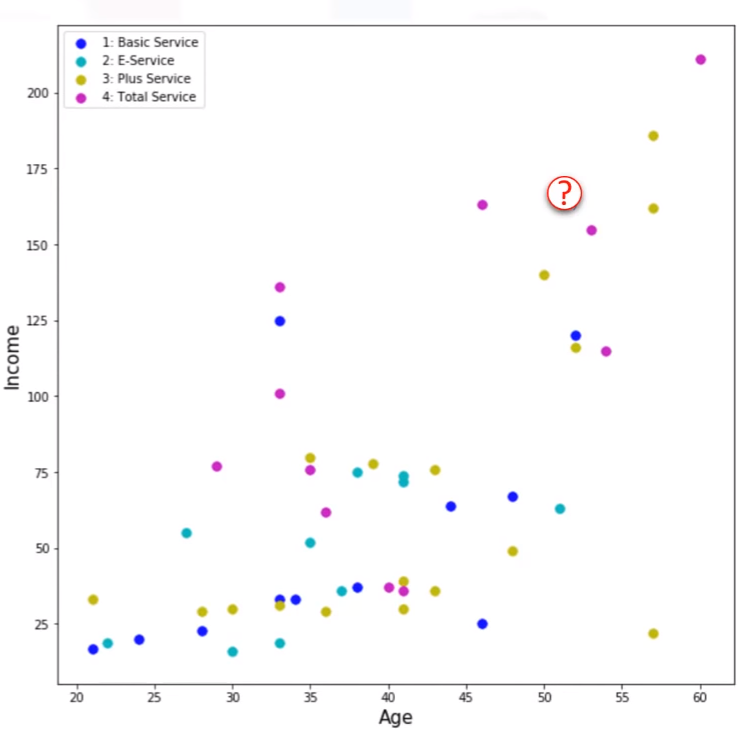 1: Basic Service
2: E-Service
3: Plus Service
4: Total Service
?
200
175
150
125
100
75
50
25
Income
20 25 30 35 40 45 50 55 60
Age